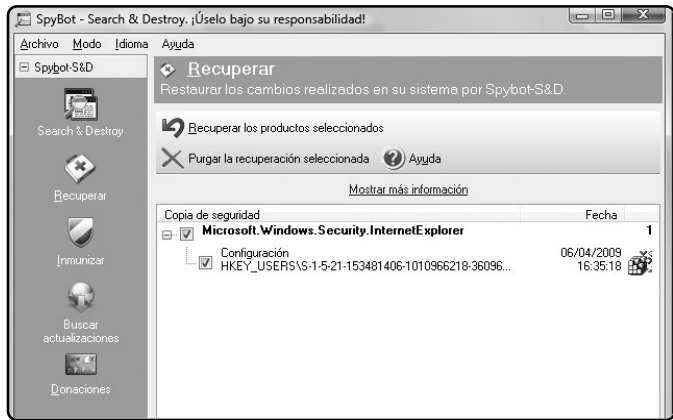 SpyBot - Search & Destroy. ¡Úselo bajo su responsabilidad!
Archivo Modo Idioma Ayuda
Spybot-S&D
Search & Destroy
Recuperar
Inmunizar
Buscar
actualizaciones
Donaciones
Recuperar
Restaurar los cambios realizados en su sistema por Spybot-S&D.
Recuperar los productos seleccionados
Purgar la recuperación seleccionada Ayuda
Mostrar más información
Copia de seguridad Fecha
Microsoft.Windows.Security.InternetExplorer 1
Configuración 06/04/2009
HKEY_USERS\S-1-5-21-153481406-1010966218-36096... 16:35:18